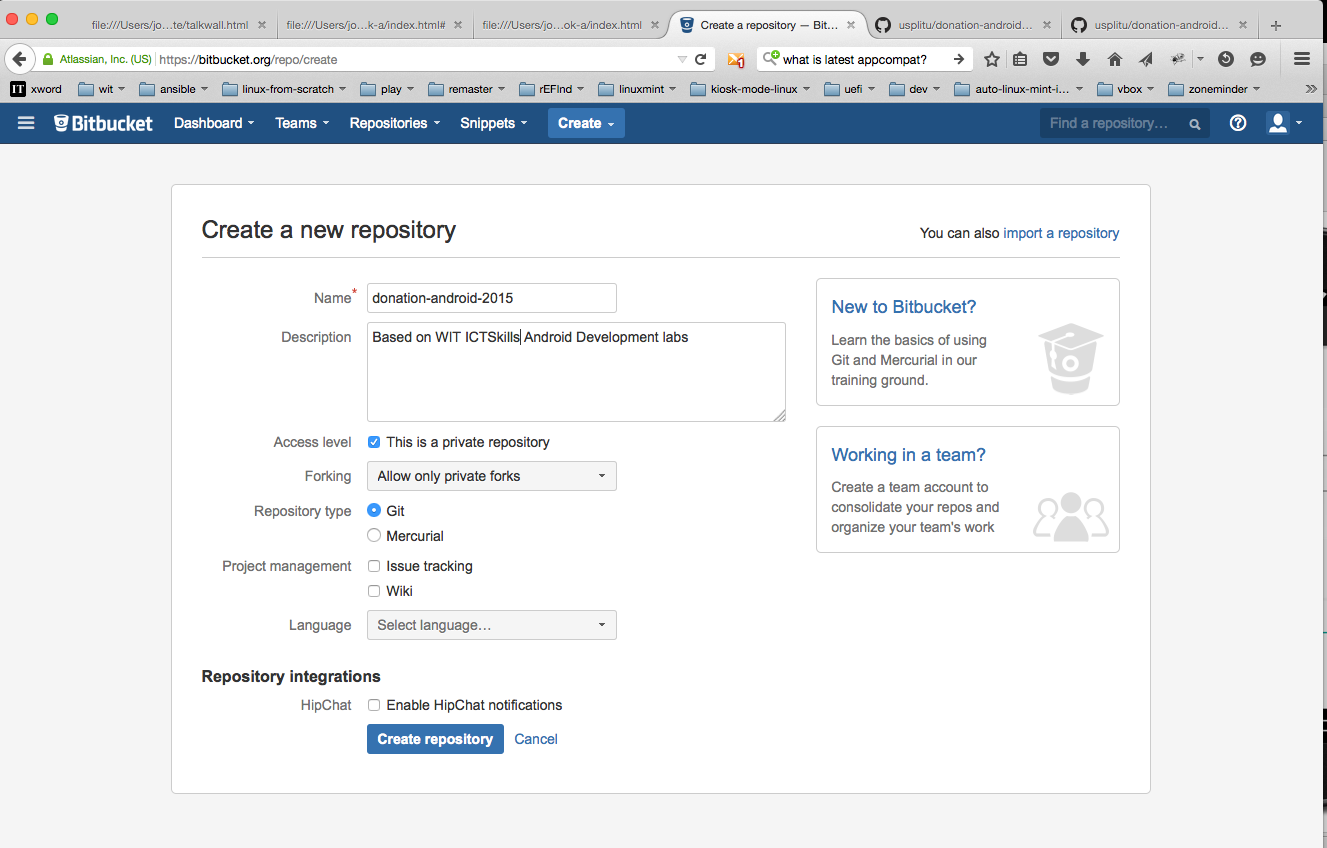 file:///Users/jo…te/talkwall.html
file:///Users/jo…k-a/index.html#
file:///Users/jo…ok-a/index.html
Create a repository — Bit…
usplitu/donation-android…
usplitu/donation-android…
Atlassian, Inc. (US)
https://bitbucket.org/repo/create
what is latest appcompat?
IT xword
wit
ansible
linux-from-scratch
play
remaster
rEFInd
linuxmint
kiosk-mode-linux
uefi
dev
auto-linux-mint-i…
vbox
zoneminder
Bitbucket
Dashboard
Teams
Repositories
Snippets
Create
Find a repository…
Create a new repository
You can also import a repository
Name*
donation-android-2015
Description
Based on WIT ICTSkills Android Development labs
Access level
This is a private repository
Forking
Allow only private forks
Repository type
Git
Mercurial
Project management
Issue tracking
Wiki
Language
Select language…
Repository integrations
HipChat
Enable HipChat notifications
Create repository
Cancel
New to Bitbucket?
Learn the basics of using
Git and Mercurial in our
training ground.
Working in a team?
Create a team account to
consolidate your repos and
organize your team's work